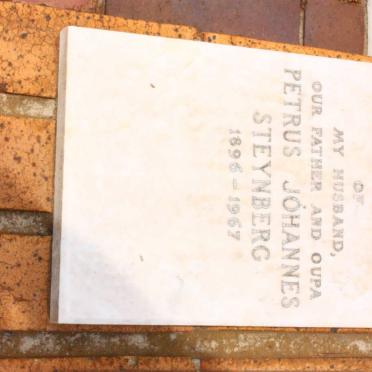 OF
MY HUSBAND,
OUR FATHER AND OUPA
PETRUS JOHANNES
STEYNBERG
1896 – 1967